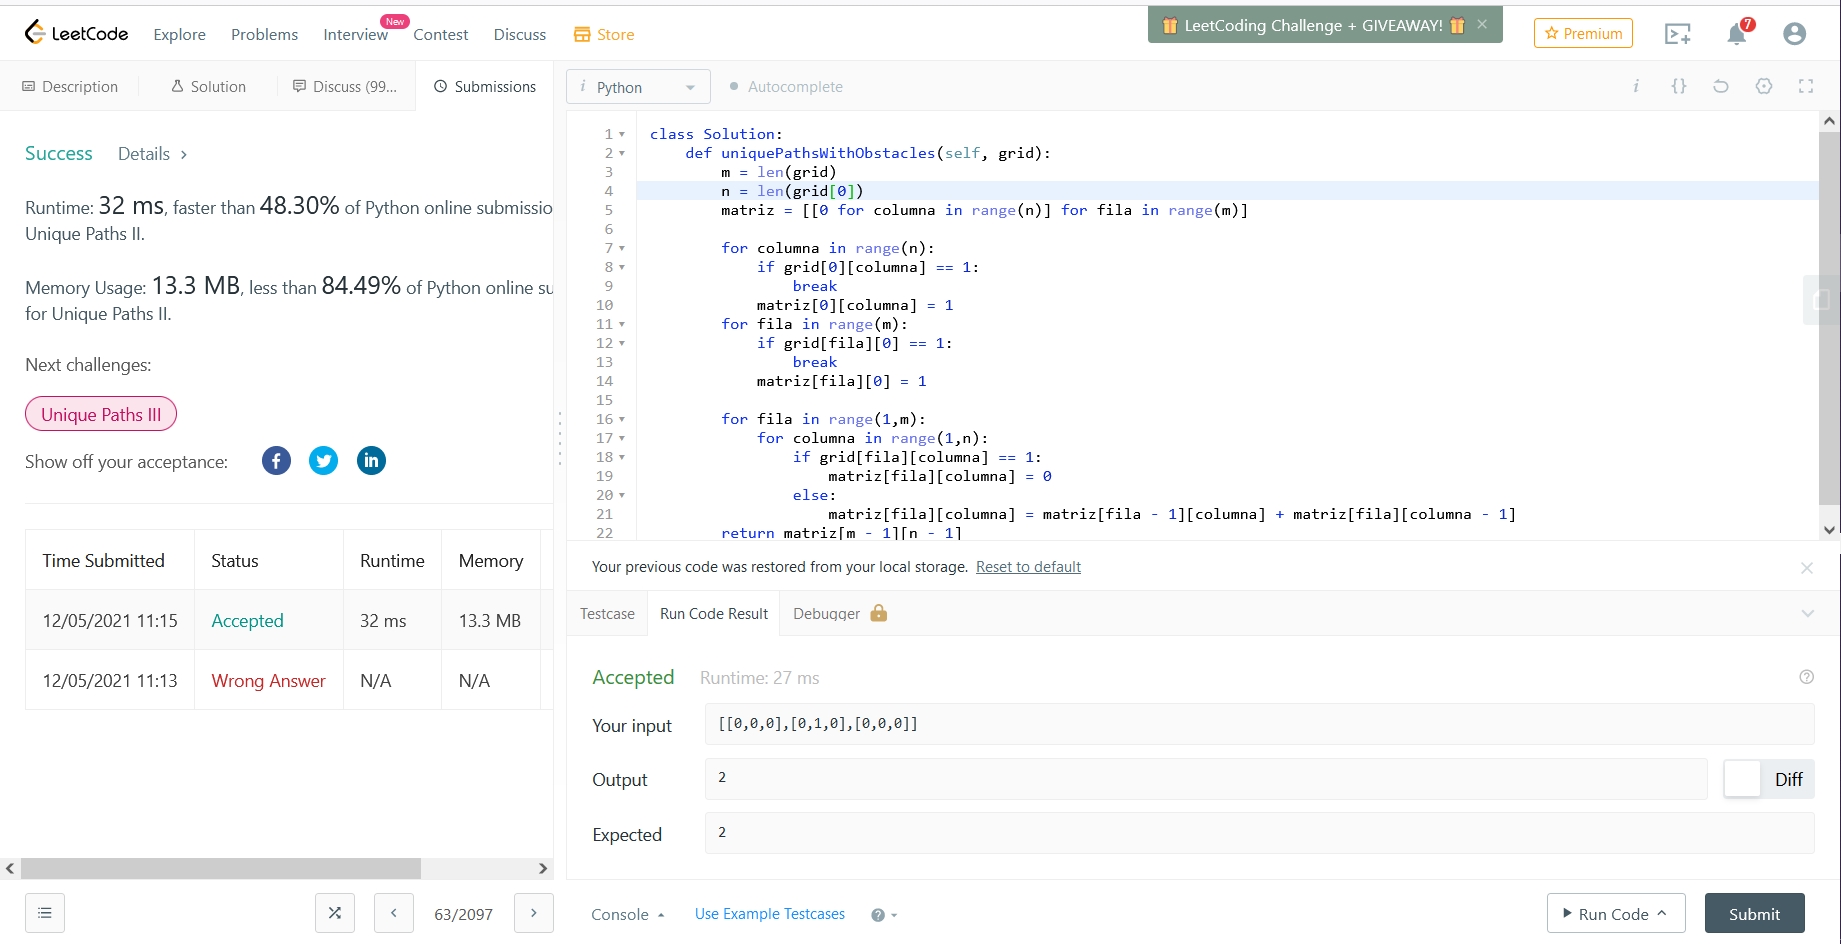 LeetCode
Explore
Problems
Interview
New
Contest
Discuss
Store
LeetCoding Challenge + GIVEAWAY!
Premium
7
Description
Solution
Discuss (99...
Submissions
i Python
Autocomplete
i {}
Success
Details >
Runtime: 32 ms, faster than 48.30% of Python online submissio
Unique Paths II.
Memory Usage: 13.3 MB, less than 84.49% of Python online su
for Unique Paths II.
Next challenges:
Unique Paths III
Show off your acceptance:
Time Submitted Status Runtime Memory
12/05/2021 11:15 Accepted 32 ms 13.3 MB
12/05/2021 11:13 Wrong Answer N/A N/A
63/2097
1 class Solution:
2 def uniquePathsWithObstacles(self, grid):
3 m = len(grid)
4 n = len(grid[0])
5 matriz = [[0 for columna in range(n)] for fila in range(m)]
6
7 for columna in range(n):
8 if grid[0][columna] == 1:
9 break
10 matriz[0][columna] = 1
11 for fila in range(m):
12 if grid[fila][0] == 1:
13 break
14 matriz[fila][0] = 1
15
16 for fila in range(1,m):
17 for columna in range(1,n):
18 if grid[fila][columna] == 1:
19 matriz[fila][columna] = 0
20 else:
21 matriz[fila][columna] = matriz[fila - 1][columna] + matriz[fila][columna - 1]
22 return matriz[m - 1][n - 1]
Your previous code was restored from your local storage. Reset to default
Testcase
Run Code Result
Debugger
Accepted Runtime: 27 ms
Your input [[0,0,0],[0,1,0],[0,0,0]]
Output 2
Diff
Expected 2
Console
Use Example Testcases
Run Code
Submit